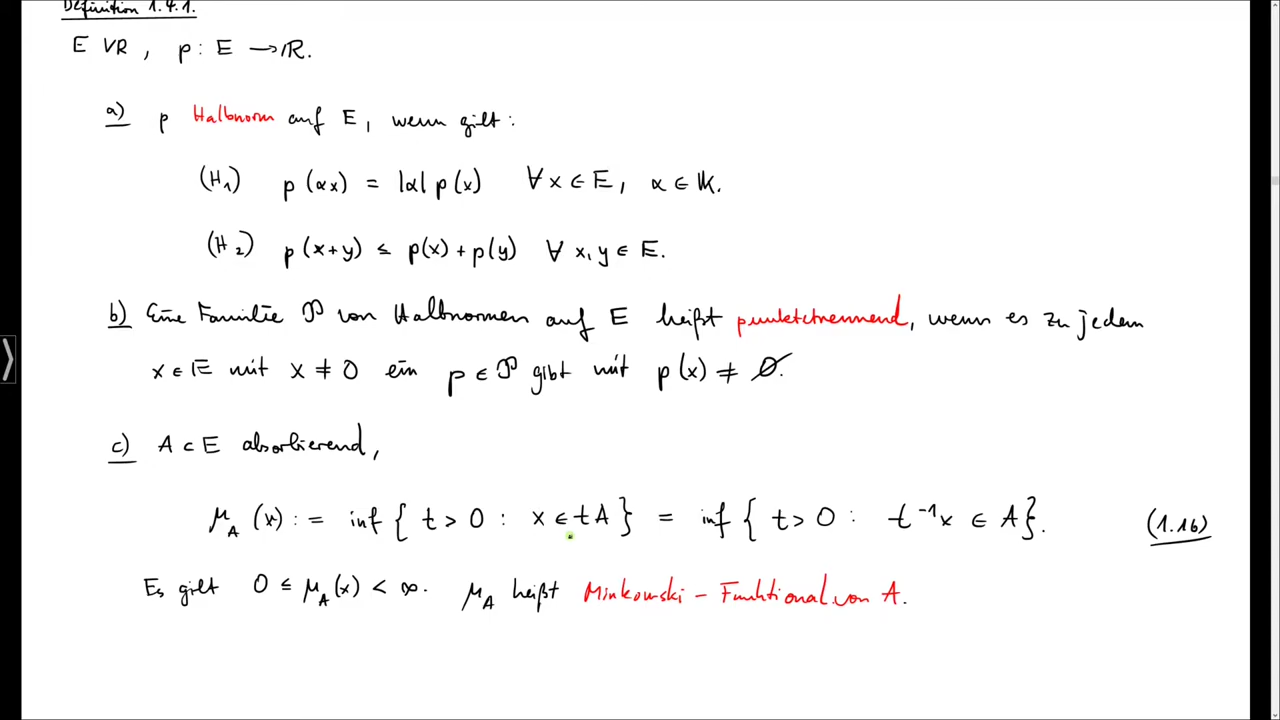 Definition 1.4.1.
E VR, p : E → ℝ.
a) p Halbnorm auf E, wenn gilt:
(H₁) p(αx) = |α| p(x) ∀ x ∈ E, α ∈ 𝕂.
(H₂) p(x+y) ≤ p(x) + p(y) ∀ x, y ∈ E.
b) Eine Familie 𝒫 von Halbnormen auf E heißt punktetrennend, wenn es zu jedem
x ∈ E mit x ≠ 0 ein p ∈ 𝒫 gibt mit p(x) ≠ 0.
c) A ⊂ E absorbierend,
μ_A(x) := inf { t > 0 : x ∈ tA } = inf { t > 0 : t⁻¹x ∈ A }. (1.16)
Es gilt 0 ≤ μ_A(x) < ∞. μ_A heißt Minkowski-Funktional von A.